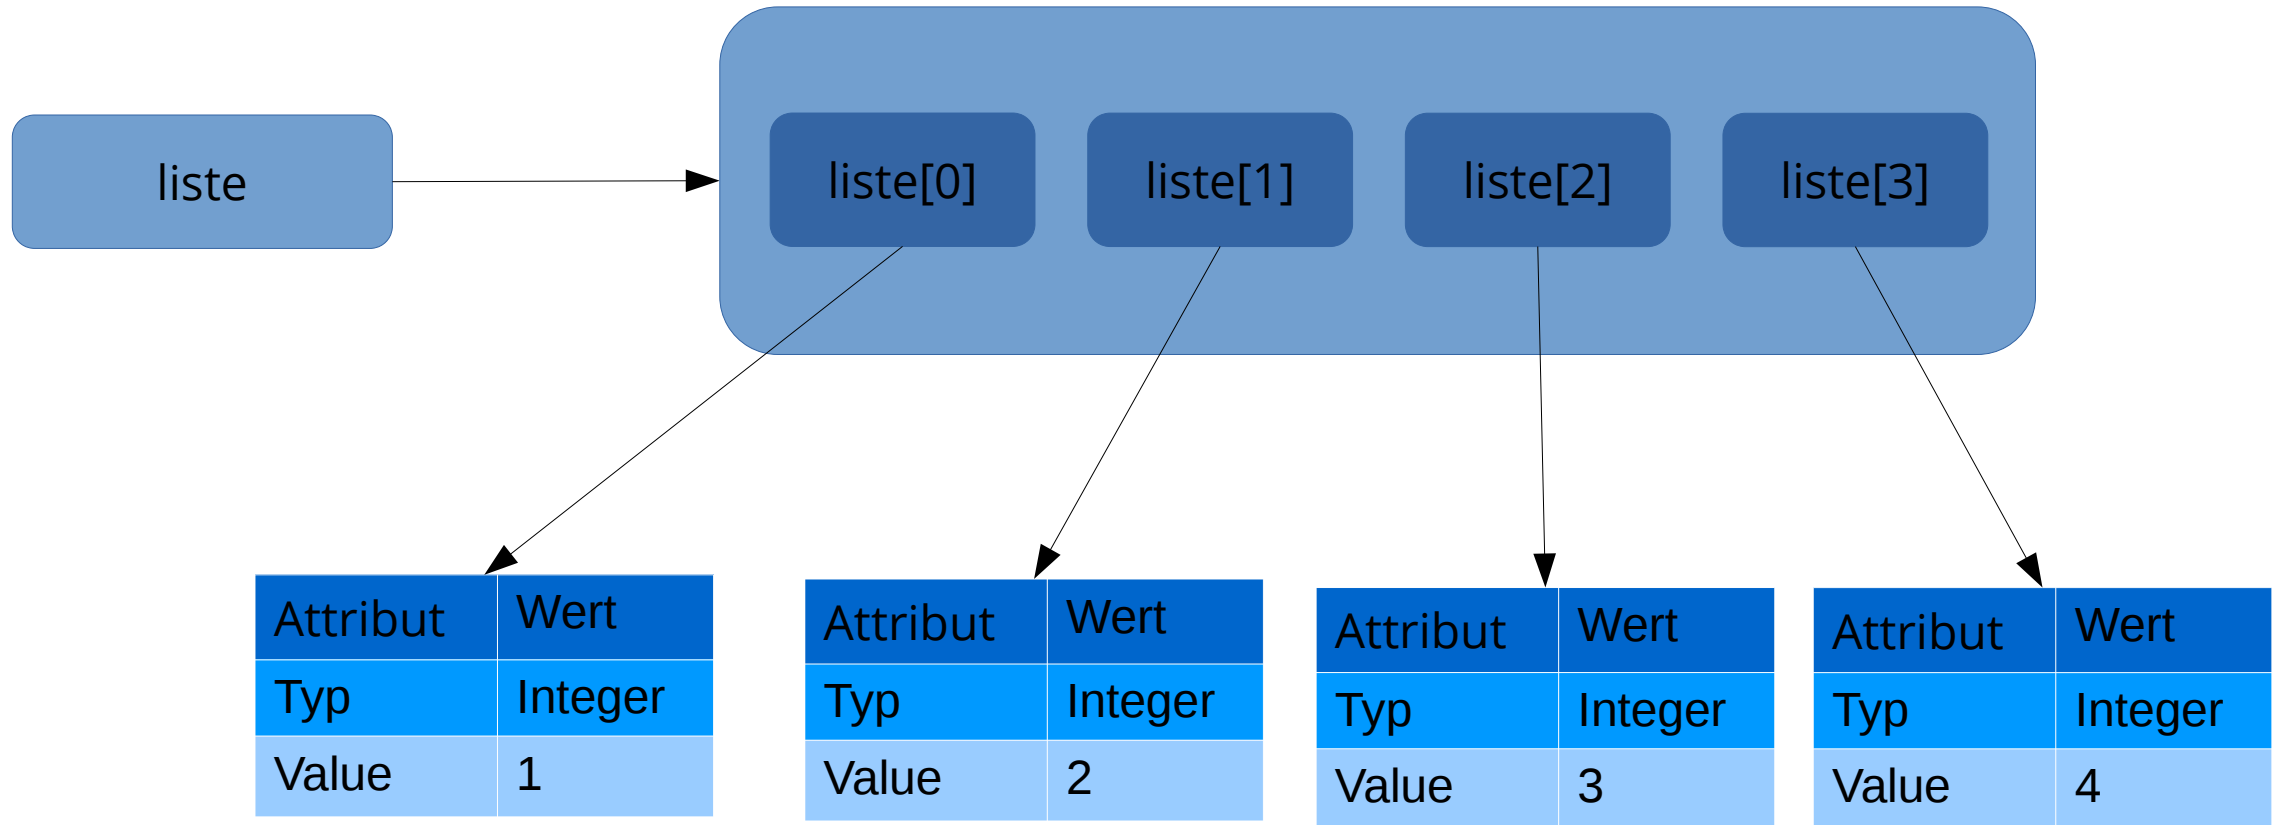 liste
liste[0] liste[1] liste[2] liste[3]
Attribut Wert
Typ Integer
Value 1
Attribut Wert
Typ Integer
Value 2
Attribut Wert
Typ Integer
Value 3
Attribut Wert
Typ Integer
Value 4